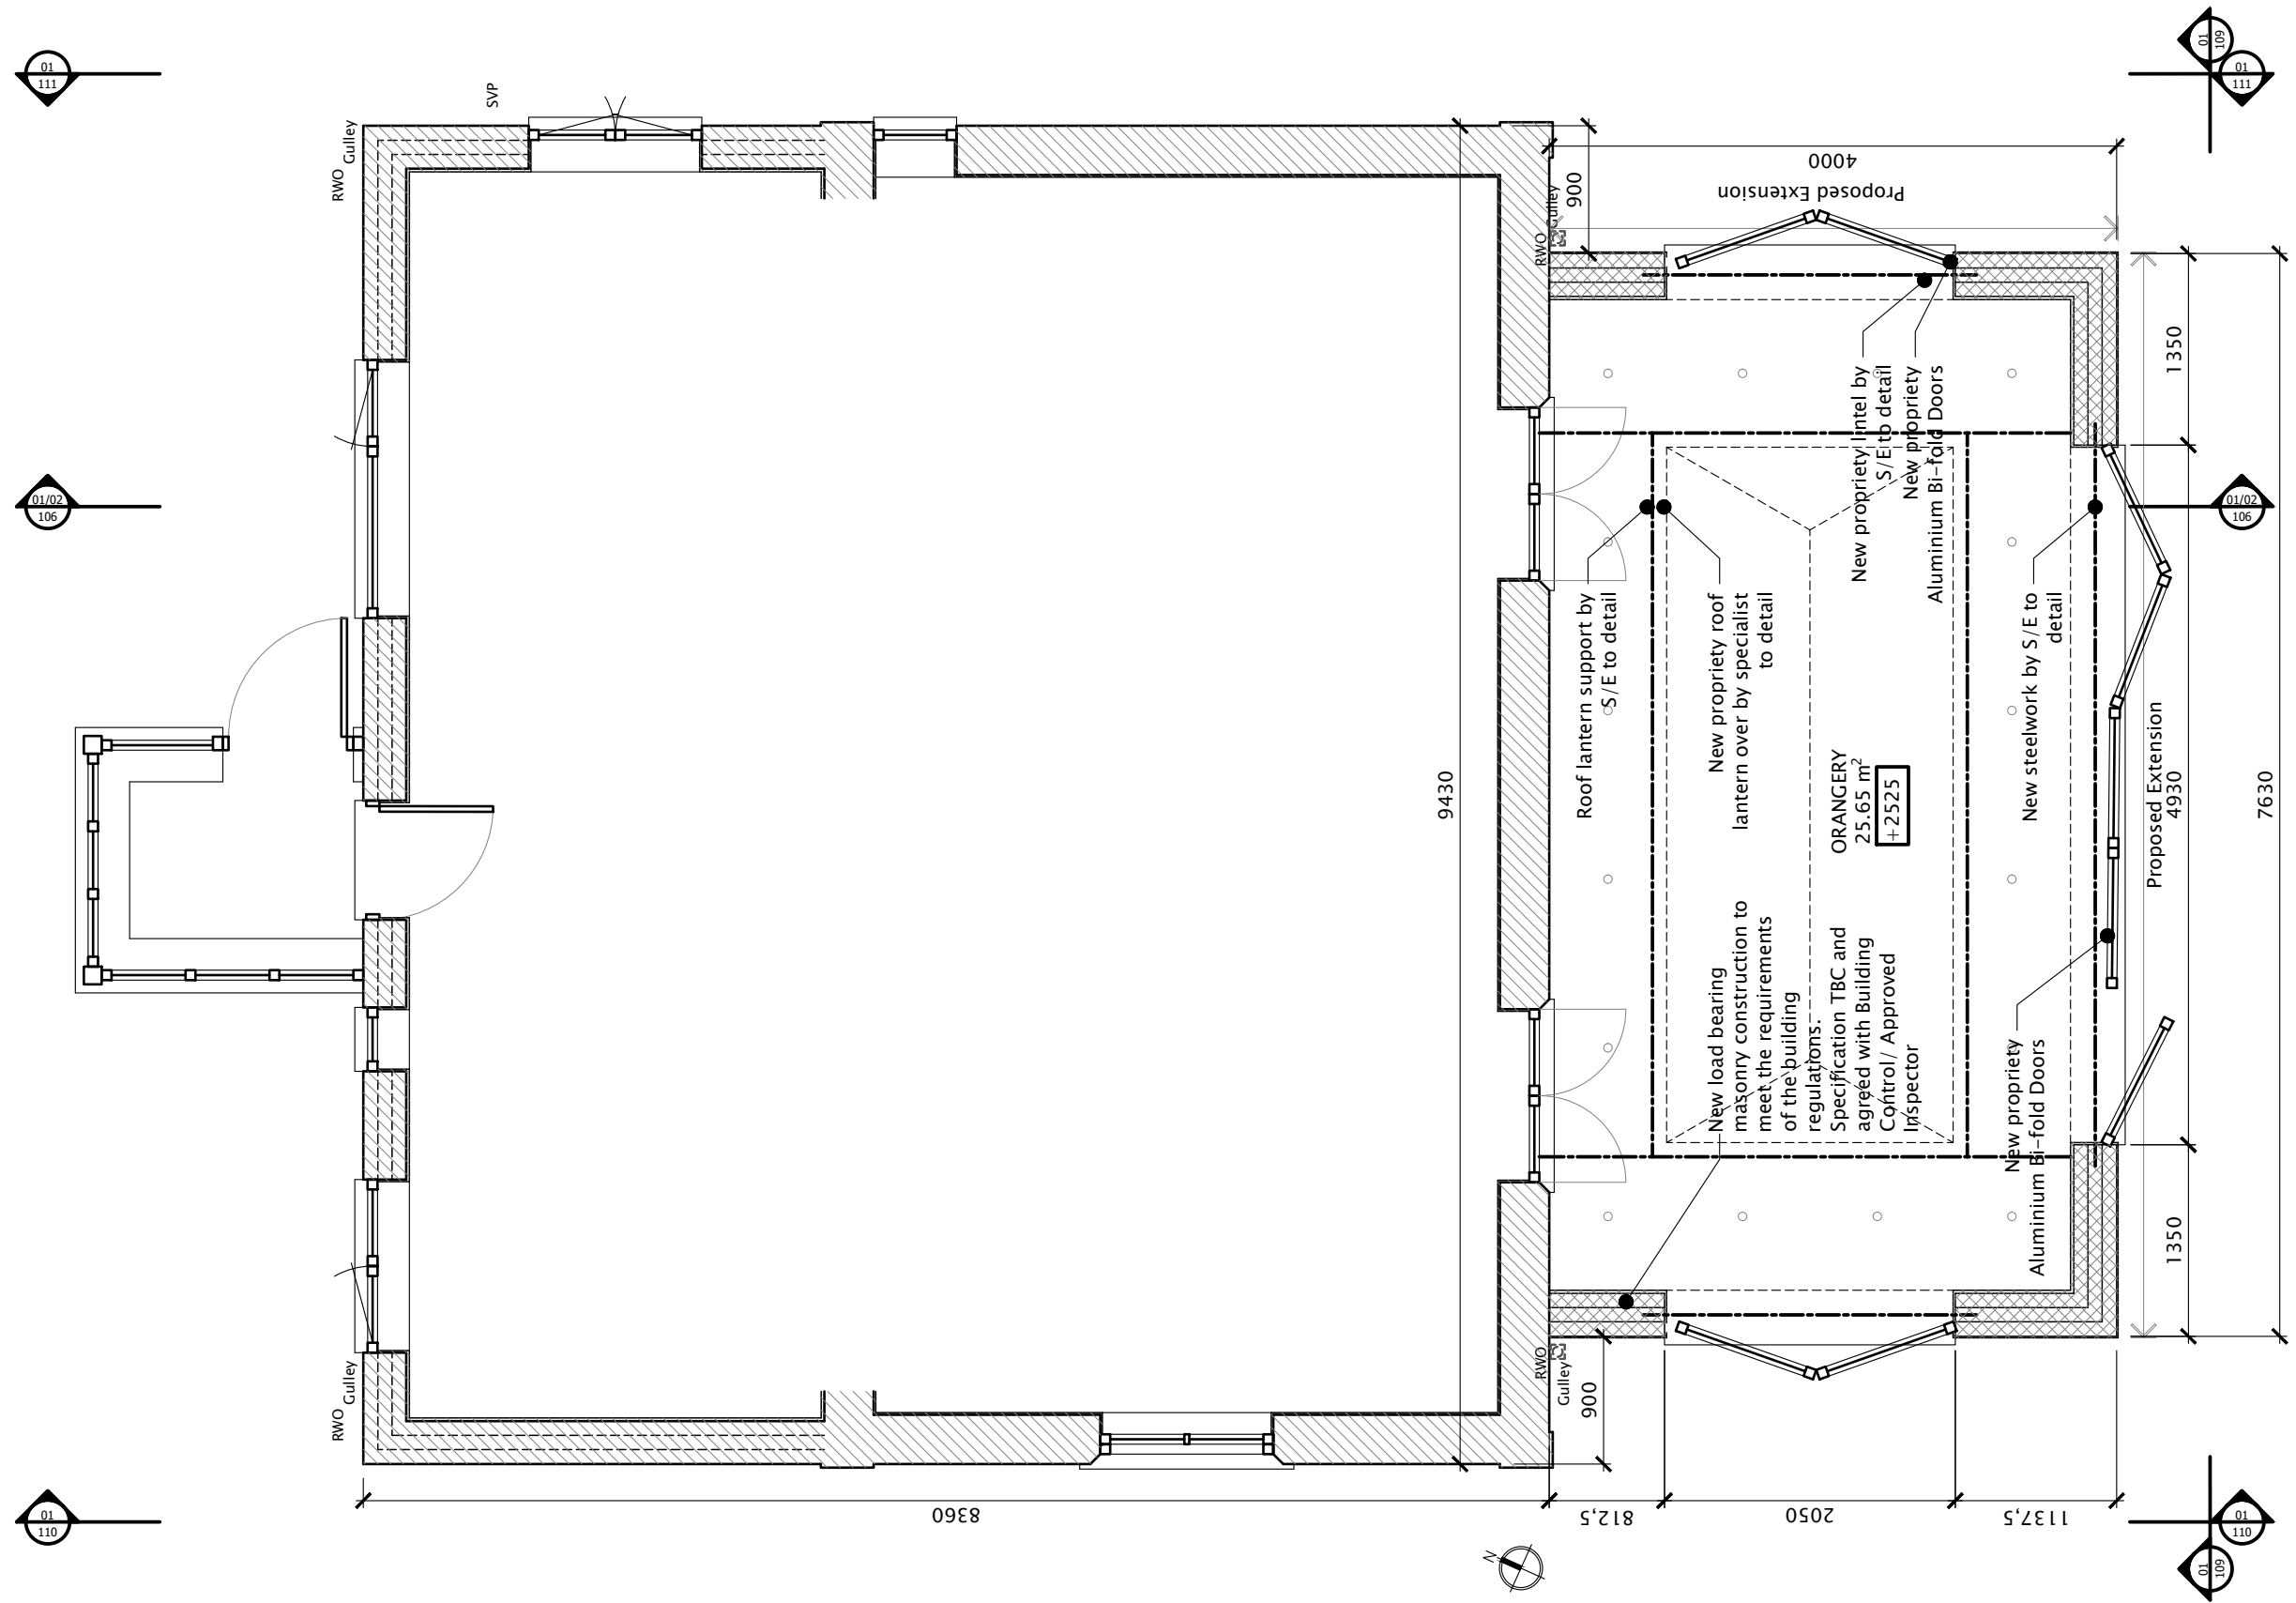 01
111
SVP
Gulley
RWO
01
109
01
111
4000
Proposed Extension
900
Gulley
RWO
1350
New propriety lintel by
S/E to detail
New propriety
Aluminium Bi-fold Doors
01/02
106
01/02
106
Roof lantern support by
S/E to detail
New propriety roof
lantern over by specialist
to detail
New steelwork by S/E to
detail
9430
ORANGERY
25.65 m²
+2525
Proposed Extension
4930
7630
New load bearing
masonry construction to
meet the requirements
of the building
regulations.
Specification TBC and
agreed with Building
Control/ Approved
Inspector
New propriety
Aluminium Bi-fold Doors
1350
Gulley
RWO
RWO
Gulley
900
8360
812,5
2050
1137,5
N
01
110
01
110
01
109